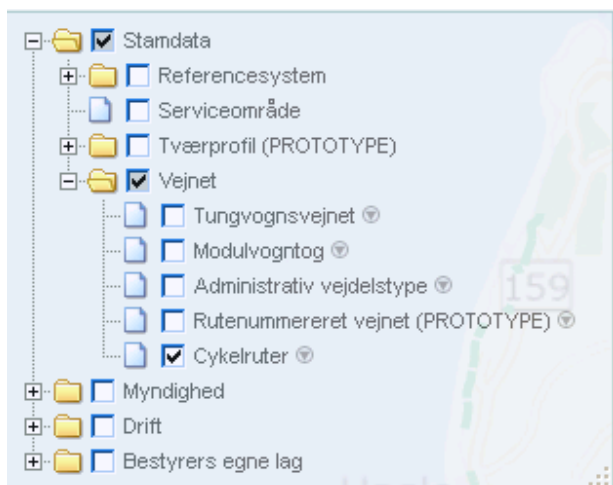 Stamdata
Referencesystem
Serviceområde
Tværprofil (PROTOTYPE)
Vejnet
Tungvognsvejnet
Modulvogntog
Administrativ vejdelstype
159
Rutenummereret vejnet (PROTOTYPE)
Cykelruter
Myndighed
Drift
Bestyrers egne lag